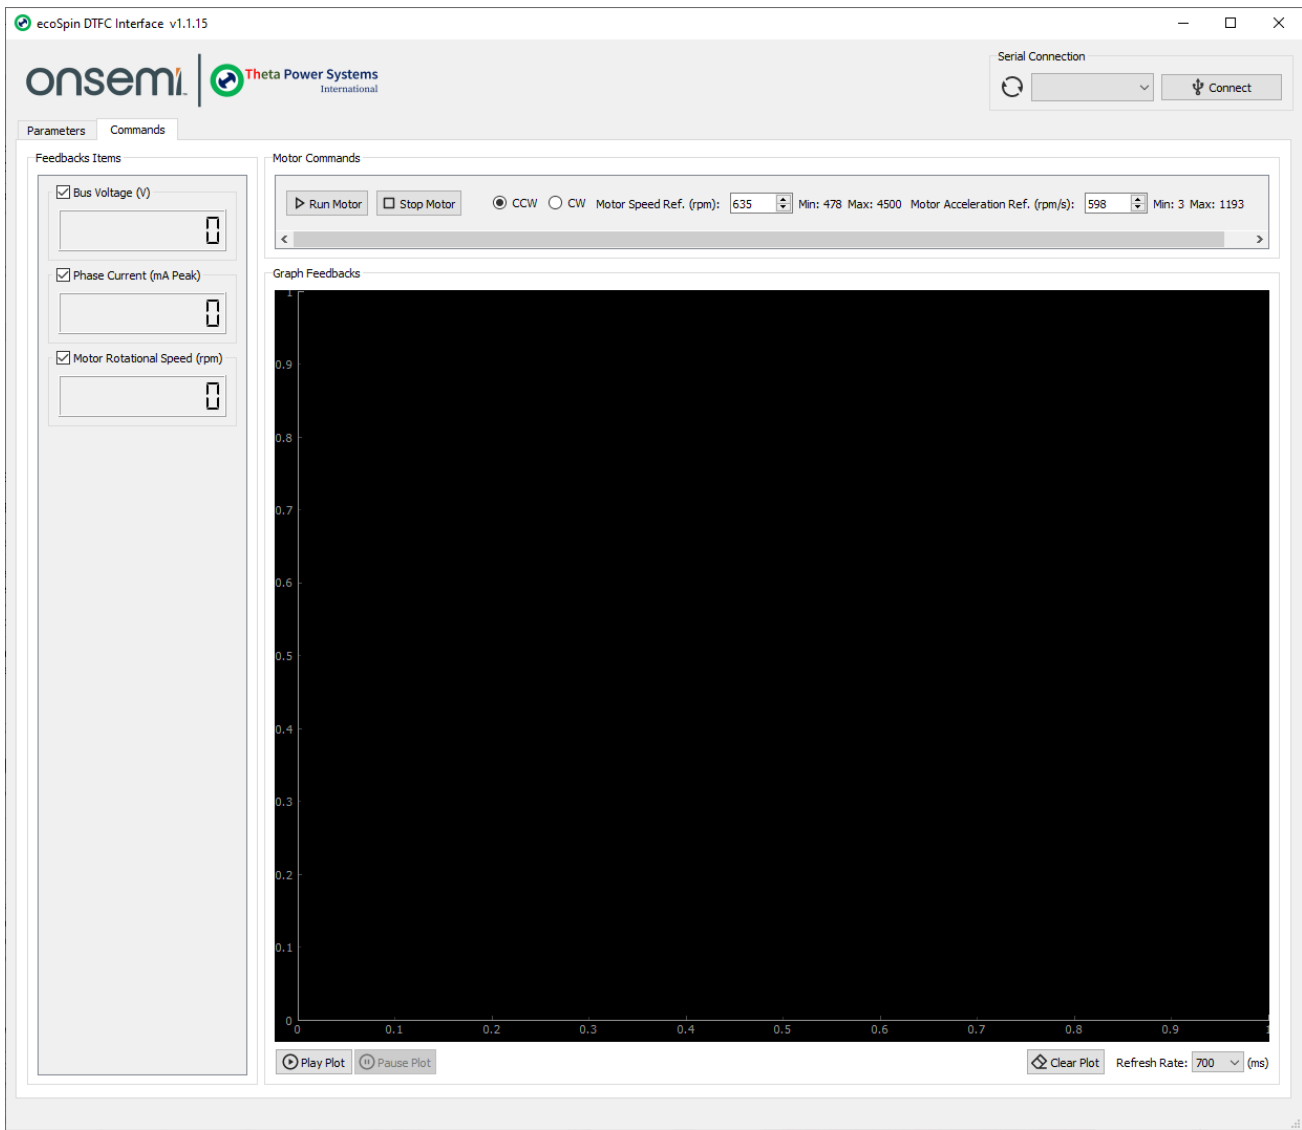 ecoSpin DTFC Interface v1.1.15
onsemi
Theta Power Systems
International
Serial Connection
Connect
Parameters
Commands
Feedbacks Items
Bus Voltage (V)
0
Phase Current (mA Peak)
0
Motor Rotational Speed (rpm)
0
Motor Commands
Run Motor
Stop Motor
CCW
CW
Motor Speed Ref. (rpm):
635
Min: 478 Max: 4500
Motor Acceleration Ref. (rpm/s):
598
Min: 3 Max: 1193
Graph Feedbacks
1
0.9
0.8
0.7
0.6
0.5
0.4
0.3
0.2
0.1
0
0 0.1 0.2 0.3 0.4 0.5 0.6 0.7 0.8 0.9 1
Play Plot
Pause Plot
Clear Plot
Refresh Rate: 700 (ms)